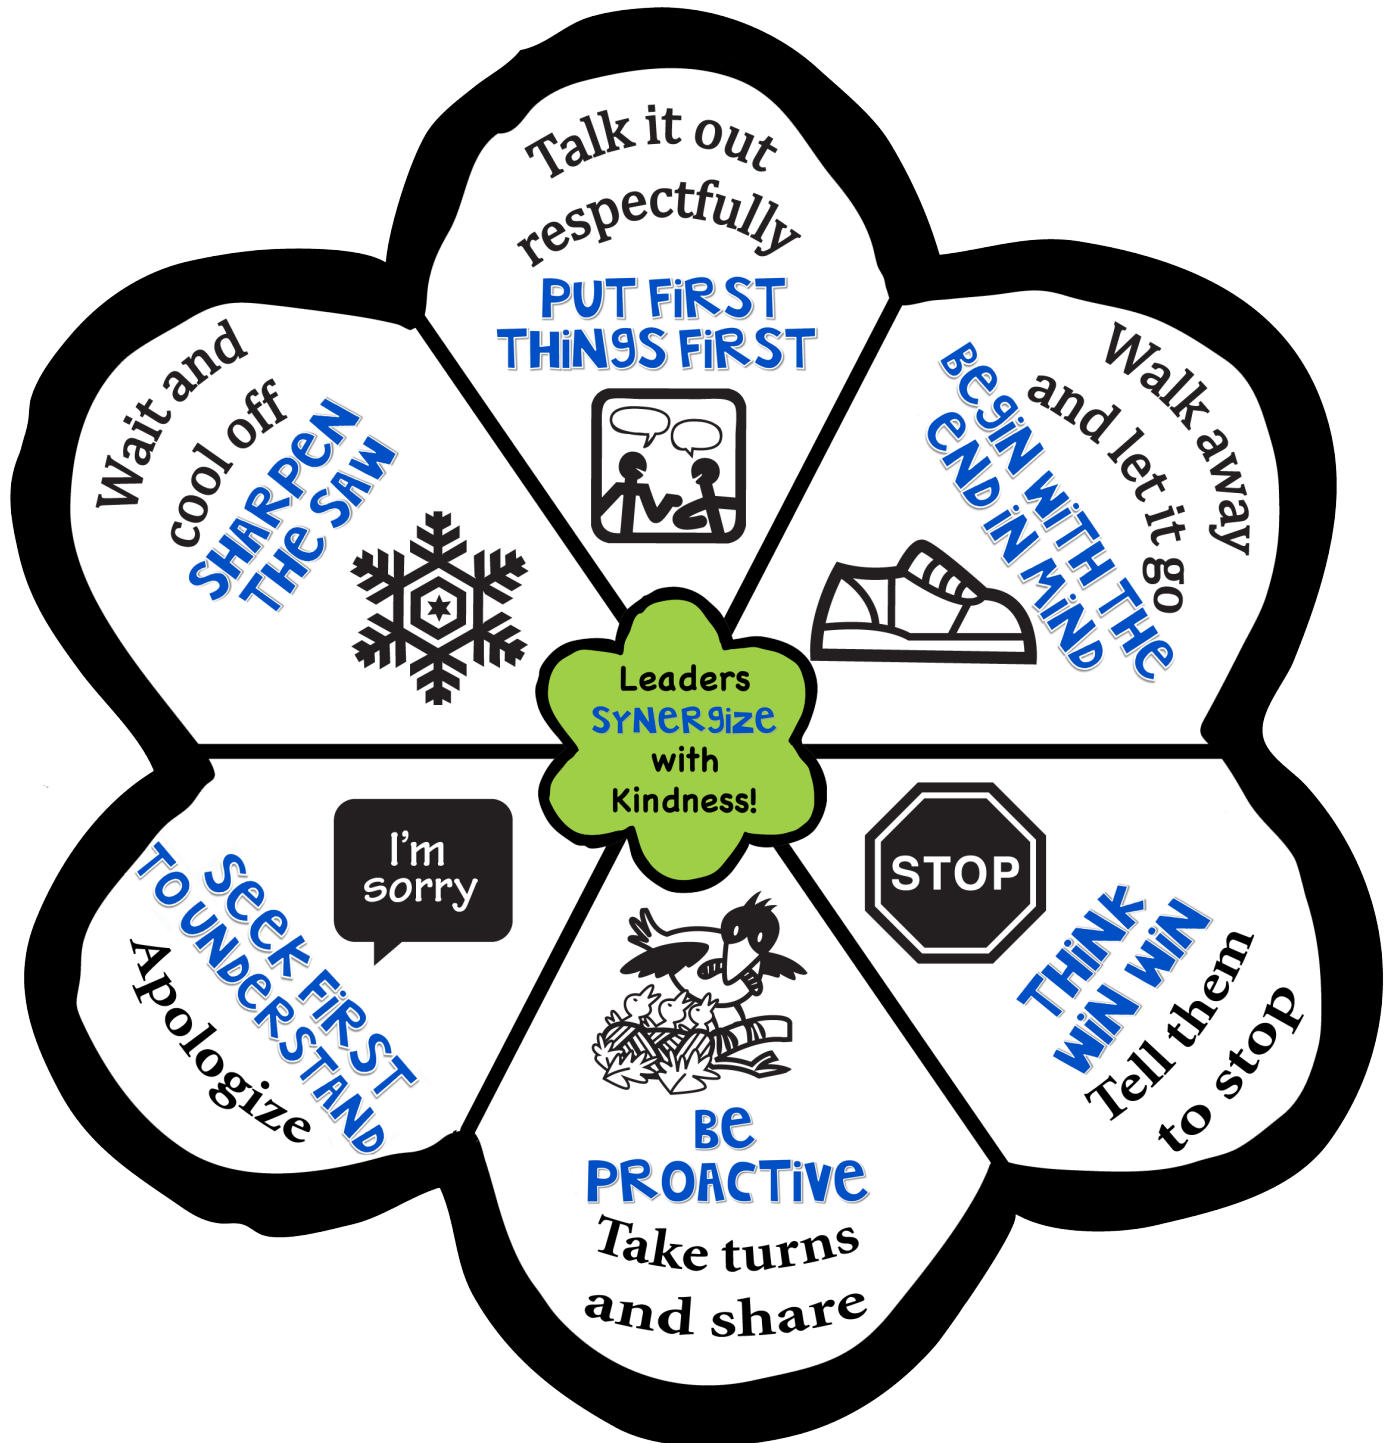 Talk it out
respectfully
PUT FiRST
THiNgS FiRST
Walk away
and let it go
BegiN WiTH THe
eND iN MiND
STOP
THiNK
WiN WiN
Tell them
to stop
Be
PROACTiVe
Take turns
and share
I'm
sorry
SeeK FiRST
TO UNDeRSTAND
Apologize
Wait and
cool off
SHARPeN
THe SAW
Leaders
SYNeRgiZe
with
Kindness!